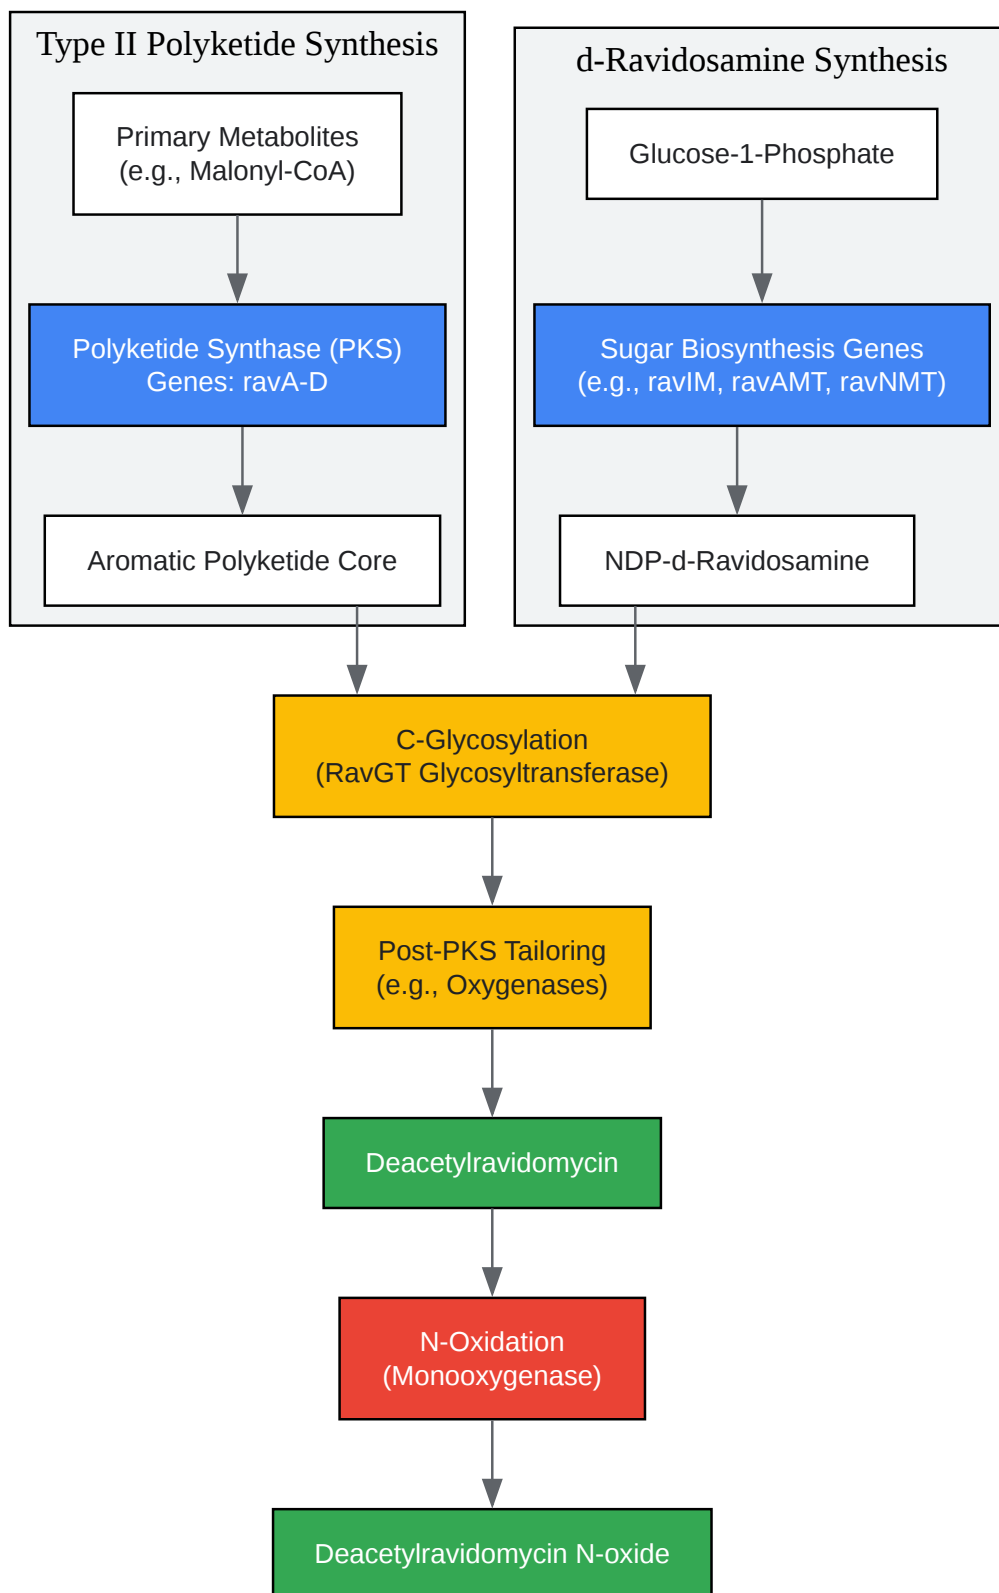 Type II Polyketide Synthesis
Primary Metabolites
(e.g., Malonyl-CoA)
Polyketide Synthase (PKS)
Genes: ravA-D
Aromatic Polyketide Core
d-Ravidosamine Synthesis
Glucose-1-Phosphate
Sugar Biosynthesis Genes
(e.g., ravIM, ravAMT, ravNMT)
NDP-d-Ravidosamine
C-Glycosylation
(RavGT Glycosyltransferase)
Post-PKS Tailoring
(e.g., Oxygenases)
Deacetylravidomycin
N-Oxidation
(Monooxygenase)
Deacetylravidomycin N-oxide